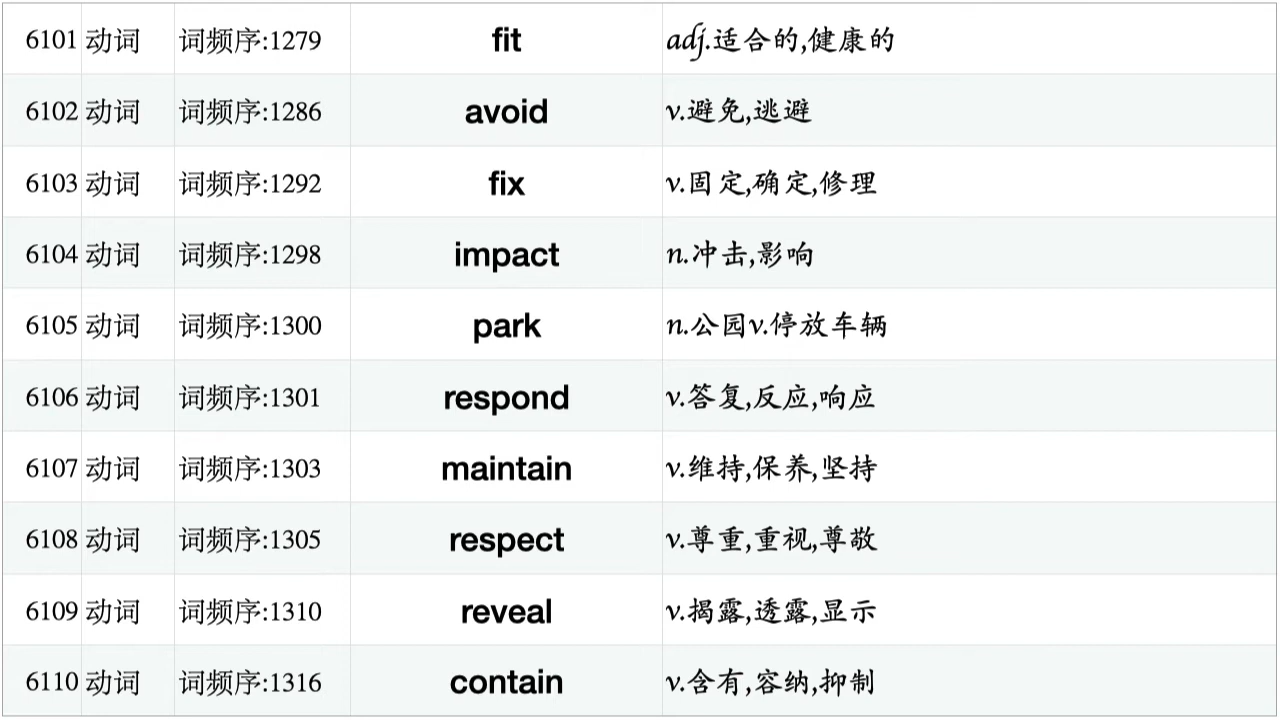 6101 动词 词频序:1279 fit adj.适合的,健康的
6102 动词 词频序:1286 avoid v.避免,逃避
6103 动词 词频序:1292 fix v.固定,确定,修理
6104 动词 词频序:1298 impact n.冲击,影响
6105 动词 词频序:1300 park n.公园v.停放车辆
6106 动词 词频序:1301 respond v.答复,反应,响应
6107 动词 词频序:1303 maintain v.维持,保养,坚持
6108 动词 词频序:1305 respect v.尊重,重视,尊敬
6109 动词 词频序:1310 reveal v.揭露,透露,显示
6110 动词 词频序:1316 contain v.含有,容纳,抑制